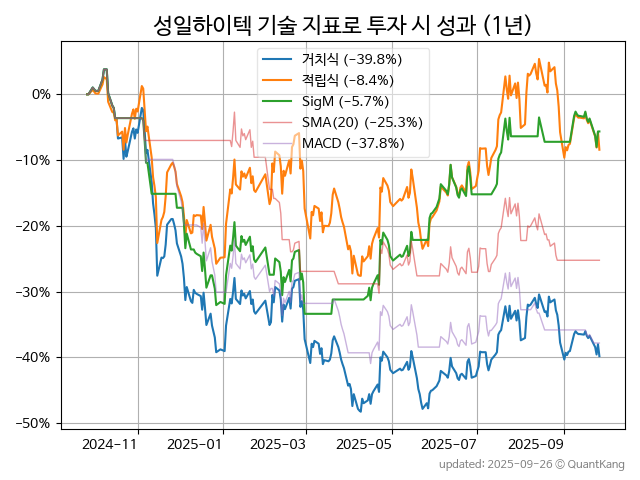 성일하이텍 기술 지표로 투자 시 성과 (1년)
거치식 (−39.8%)
적립식 (−8.4%)
SigM (−5.7%)
SMA(20) (−25.3%)
MACD (−37.8%)
0%
−10%
−20%
−30%
−40%
−50%
2024−11
2025−01
2025−03
2025−05
2025−07
2025−09
updated: 2025-09-26 © QuantKang